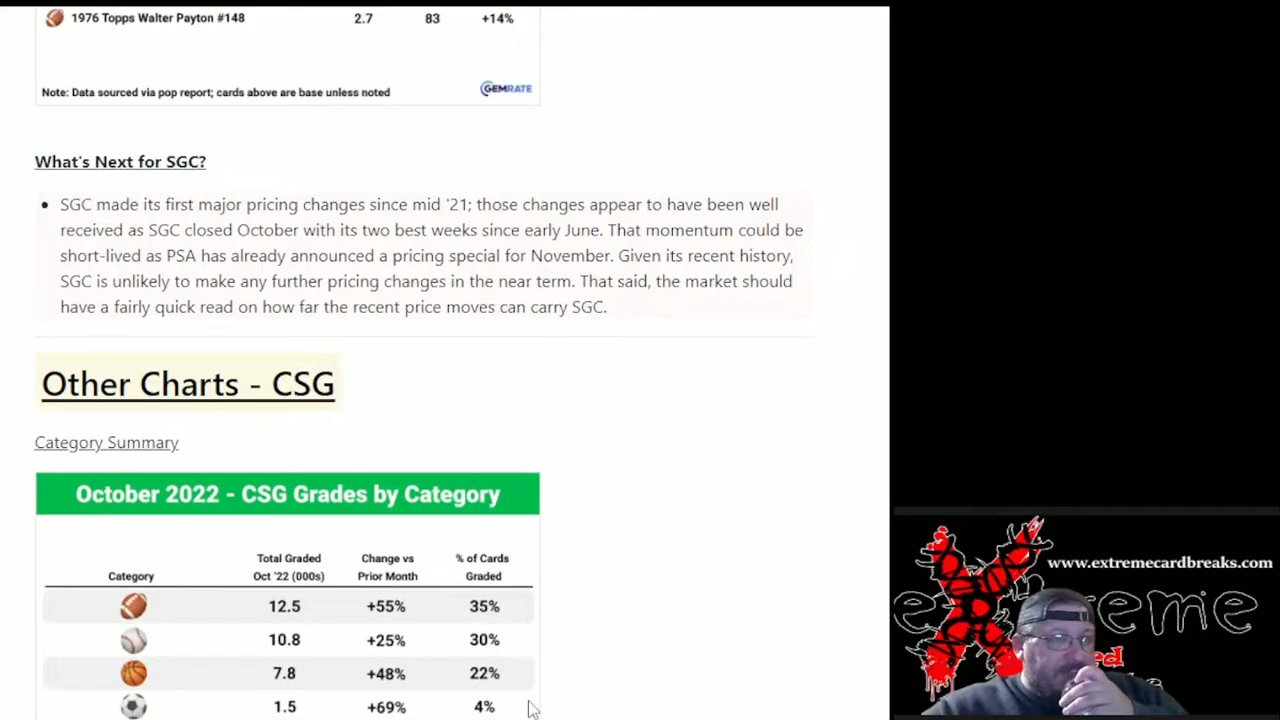 1976 Topps Walter Payton #148 2.7 83 +14%
Note: Data sourced via pop report; cards above are base unless noted
GEMRATE
What's Next for SGC?
• SGC made its first major pricing changes since mid '21; those changes appear to have been well
received as SGC closed October with its two best weeks since early June. That momentum could be
short-lived as PSA has already announced a pricing special for November. Given its recent history,
SGC is unlikely to make any further pricing changes in the near term. That said, the market should
have a fairly quick read on how far the recent price moves can carry SGC.
Other Charts - CSG
Category Summary
October 2022 - CSG Grades by Category
Total Graded Change vs % of Cards
Category Oct '22 (000s) Prior Month Graded
12.5 +55% 35%
10.8 +25% 30%
7.8 +48% 22%
1.5 +69% 4%
www.extremecardbreaks.com